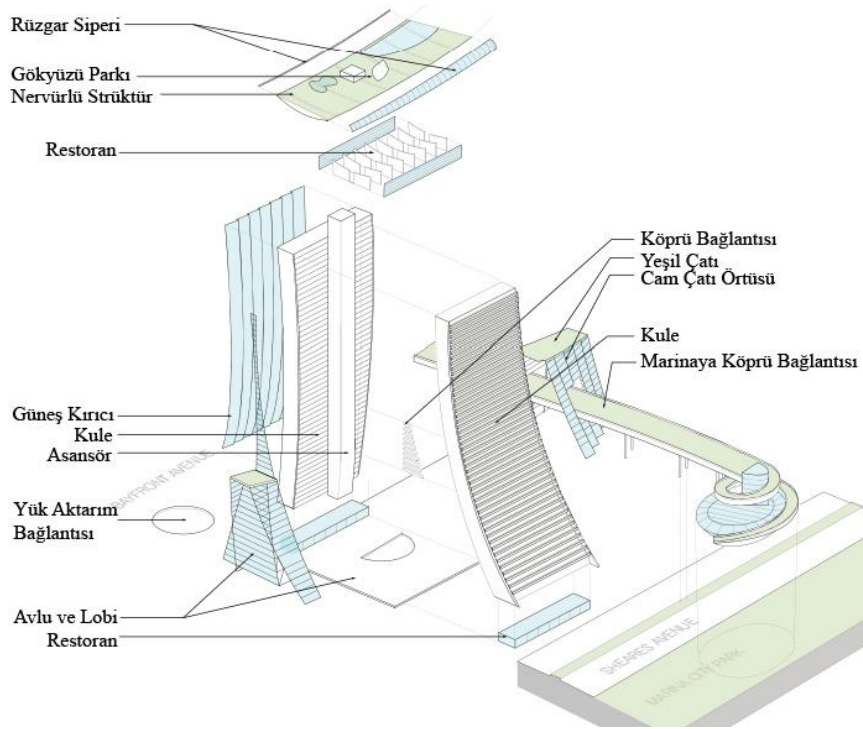 Rüzgar Siperi
Gökyüzü Parkı
Nervürlü Strüktür
Restoran
Köprü Bağlantısı
Yeşil Çatı
Cam Çatı Örtüsü
Kule
Marinaya Köprü Bağlantısı
Güneş Kırıcı
Kule
Asansör
BAYFRONT AVENUE
Yük Aktarım
Bağlantısı
Avlu ve Lobi
Restoran
SHEARES AVENUE
MARINA CITY PARK